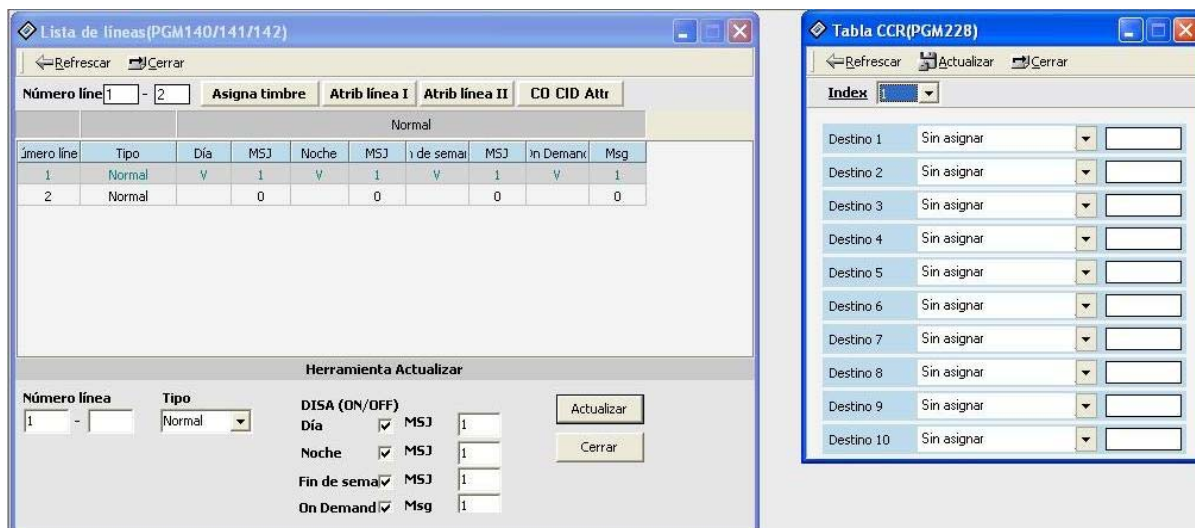 Lista de líneas(PGM140/141/142)
Refrescar Cerrar
Número líne 1 - 2 Asigna timbre Atrib línea I Atrib línea II CO CID Attr
Normal
úmero líne Tipo Día MSJ Noche MSJ de semai MSJ On Demand Msg
1 Normal V 1 V 1 V 1 V 1
2 Normal 0 0 0 0
Herramienta Actualizar
Número línea Tipo
1 - Normal
DISA (ON/OFF)
Día MSJ 1
Noche MSJ 1
Fin de sema MSJ 1
On Demand Msg 1
Actualizar
Cerrar
Tabla CCR(PGM228)
Refrescar Actualizar Cerrar
Index 1
Destino 1 Sin asignar
Destino 2 Sin asignar
Destino 3 Sin asignar
Destino 4 Sin asignar
Destino 5 Sin asignar
Destino 6 Sin asignar
Destino 7 Sin asignar
Destino 8 Sin asignar
Destino 9 Sin asignar
Destino 10 Sin asignar